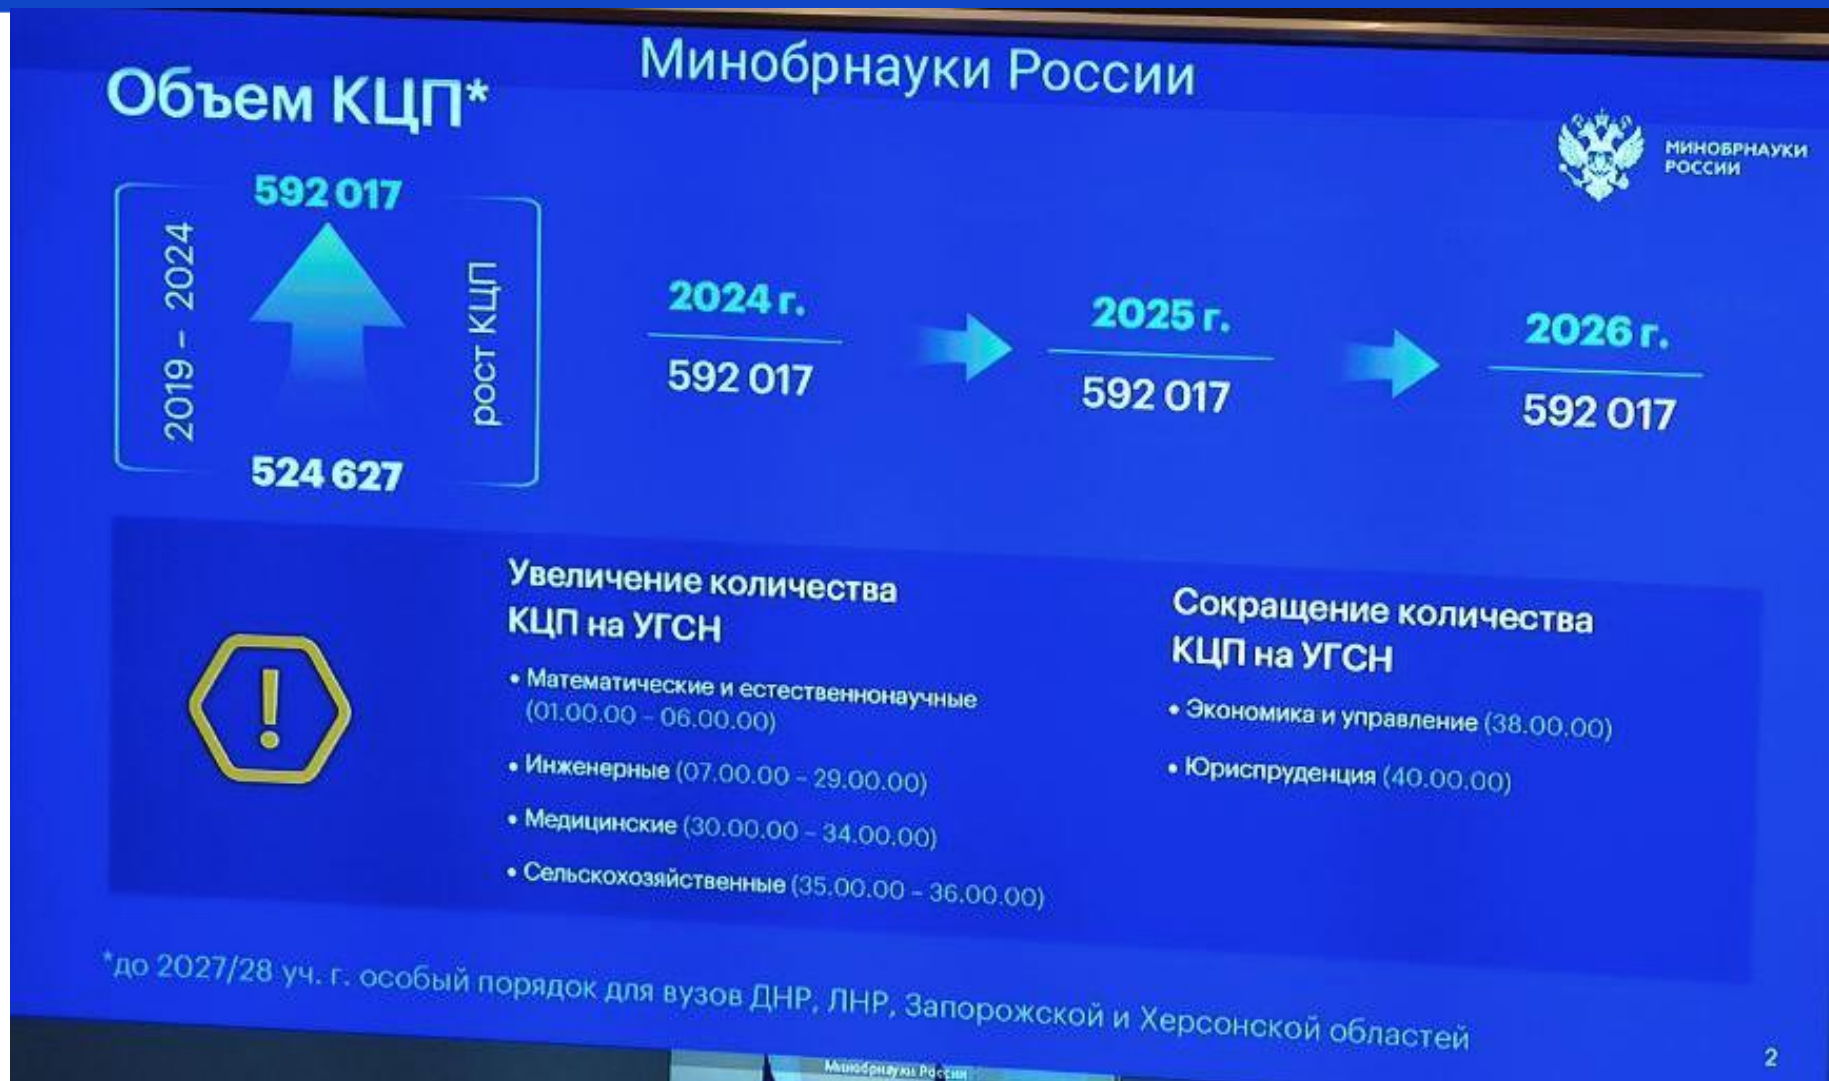 Минобрнауки России
Объем КЦП*
МИНОБРНАУКИ
РОССИИ
592 017
2019 – 2024
рост КЦП
524 627
2024 г.
592 017
2025 г.
592 017
2026 г.
592 017
Увеличение количества
КЦП на УГСН
• Математические и естественнонаучные
(01.00.00 – 06.00.00)
• Инженерные (07.00.00 – 29.00.00)
• Медицинские (30.00.00 – 34.00.00)
• Сельскохозяйственные (35.00.00 – 36.00.00)
Сокращение количества
КЦП на УГСН
• Экономика и управление (38.00.00)
• Юриспруденция (40.00.00)
*до 2027/28 уч. г. особый порядок для вузов ДНР, ЛНР, Запорожской и Херсонской областей
2
Минобрнауки России